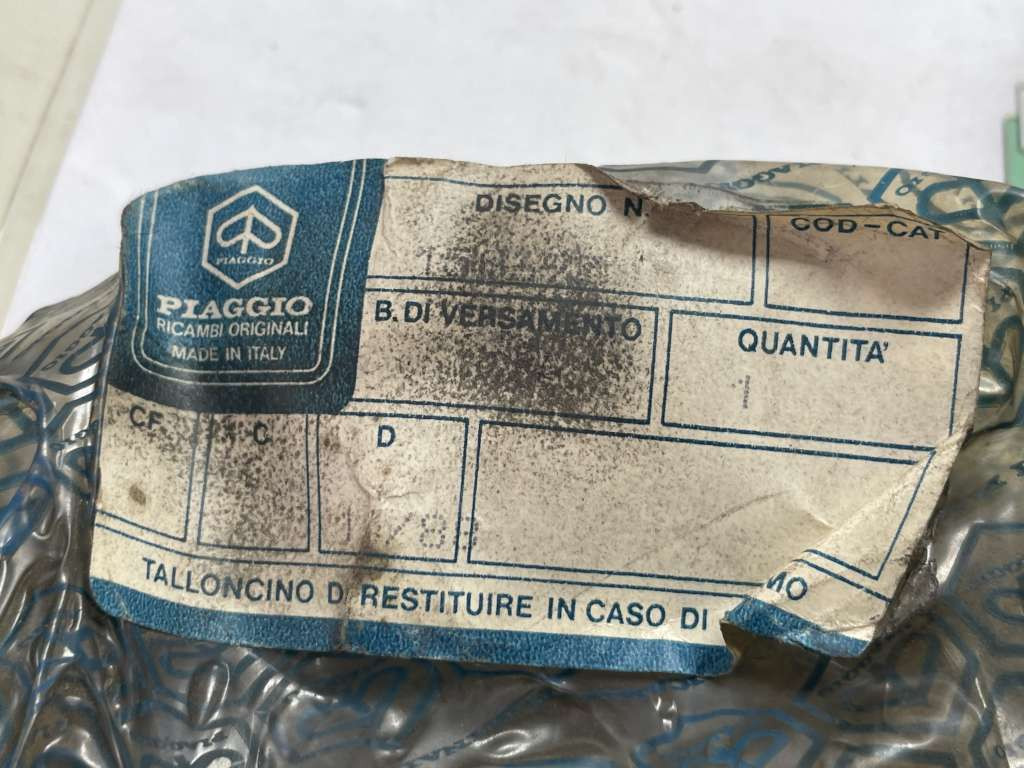 PIAGGIO
PIAGGIO
RICAMBI ORIGINALI
MADE IN ITALY
DISEGNO N.
COD-CAT
B. DI VERSAMENTO
QUANTITA'
1
CF
C
D
TALLONCINO D RESTITUIRE IN CASO DI MO